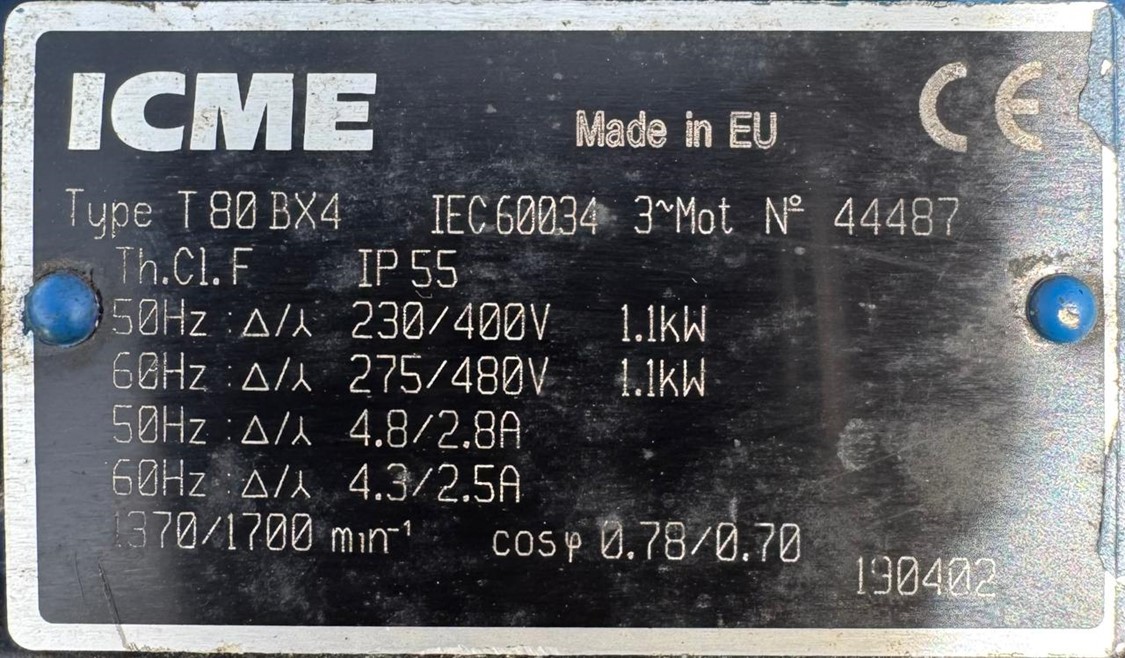 ICME
Made in EU
CE
Type T 80 BX4 IEC 60034 3~Mot Nº 44487
Th.Cl. F IP 55
50Hz : Δ/⅄ 230/400V 1.1kW
60Hz : Δ/⅄ 275/480V 1.1kW
50Hz : Δ/⅄ 4.8/2.8A
60Hz : Δ/⅄ 4.3/2.5A
1370/1700 min⁻¹ cosφ 0.78/0.70
190402